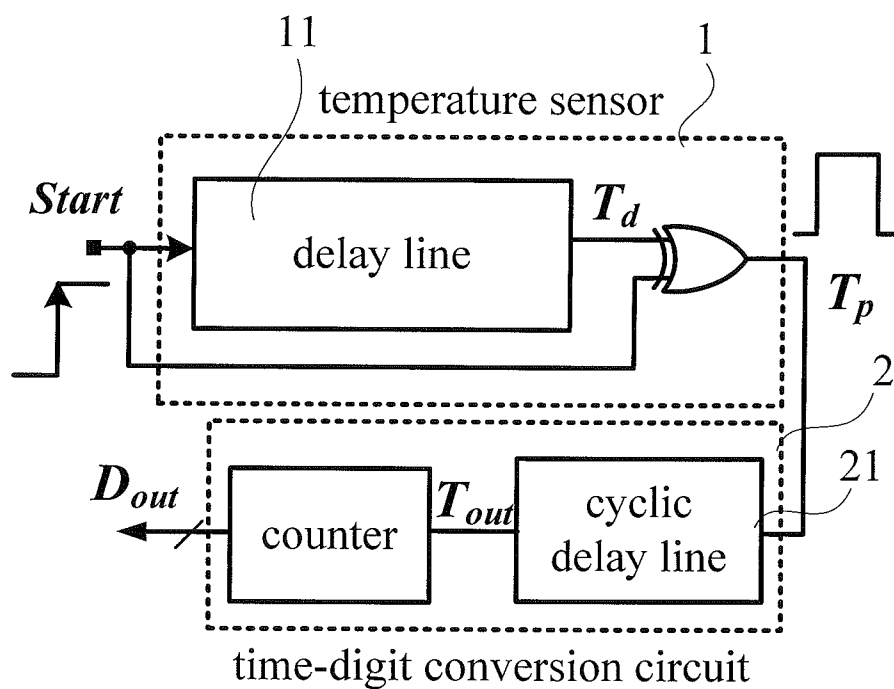 11
1
temperature sensor
Start
delay line
T_d
T_p
2
21
D_out
counter
T_out
cyclic
delay line
time-digit conversion circuit